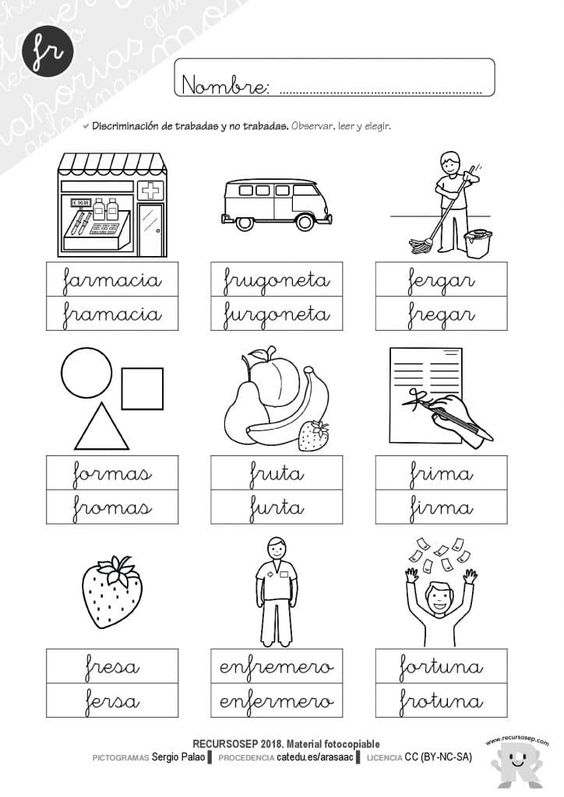 fr
Nombre: ........................................................
✓ Discriminación de trabadas y no trabadas. Observar, leer y elegir.
farmacia
framacia
frugoneta
furgoneta
fergar
fregar
formas
fromas
fruta
furta
frima
firma
fresa
fersa
enfremero
enfermero
fortuna
frotuna
RECURSOSEP 2018. Material fotocopiable
PICTOGRAMAS Sergio Palao PROCEDENCIA catedu.es/arasaac LICENCIA CC (BY-NC-SA)
www.recursosep.com
R